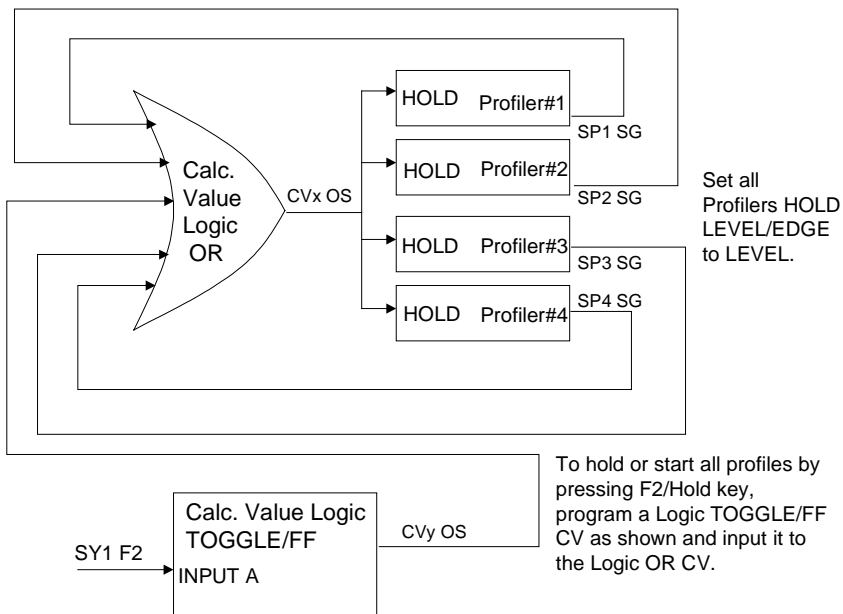 HOLD Profiler#1
SP1 SG
HOLD Profiler#2
SP2 SG
HOLD Profiler#3
SP3 SG
HOLD Profiler#4
SP4 SG
Calc.
Value
Logic
OR
CVx OS
Set all
Profilers HOLD
LEVEL/EDGE
to LEVEL.
To hold or start all profiles by
pressing F2/Hold key,
program a Logic TOGGLE/FF
CV as shown and input it to
the Logic OR CV.
Calc. Value Logic
TOGGLE/FF
INPUT A
SY1 F2
CVy OS